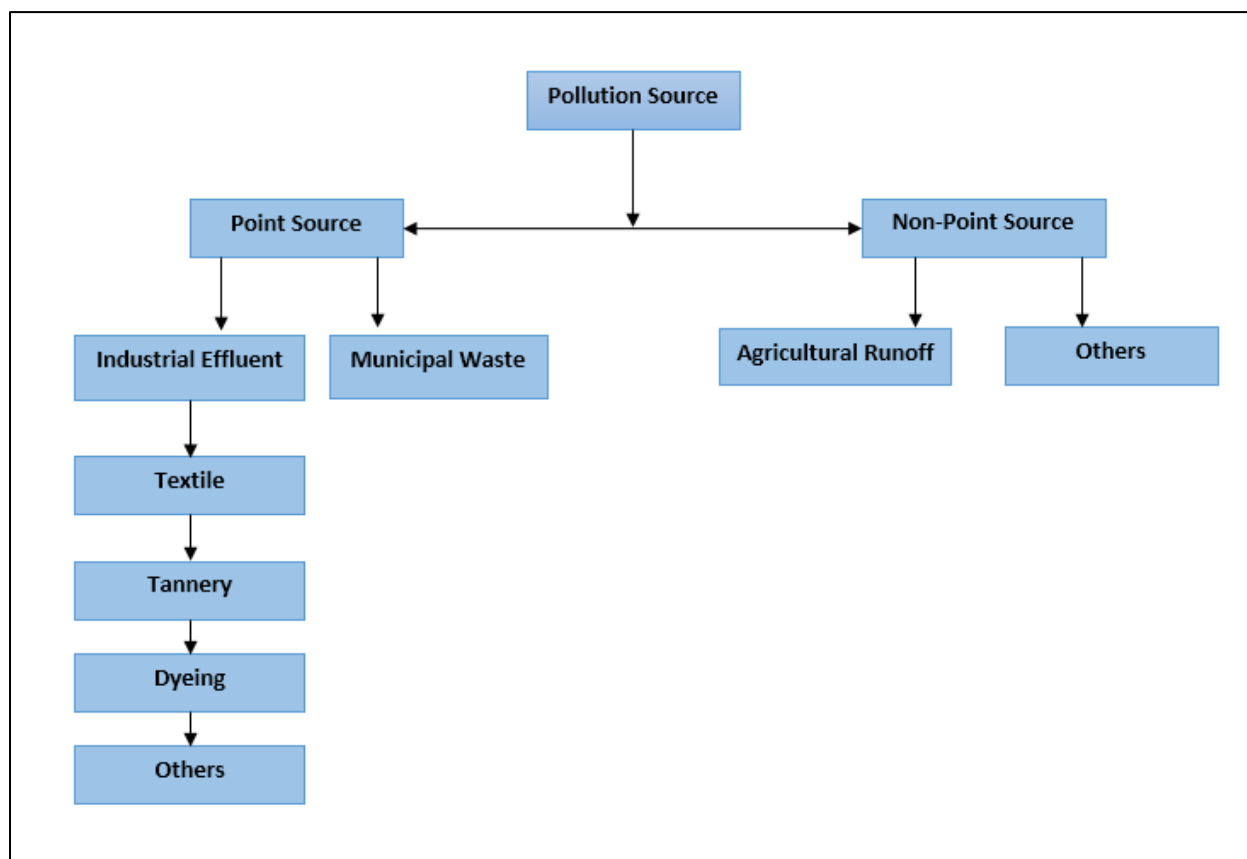 Pollution Source
Point Source
Non-Point Source
Industrial Effluent
Municipal Waste
Agricultural Runoff
Others
Textile
Tannery
Dyeing
Others